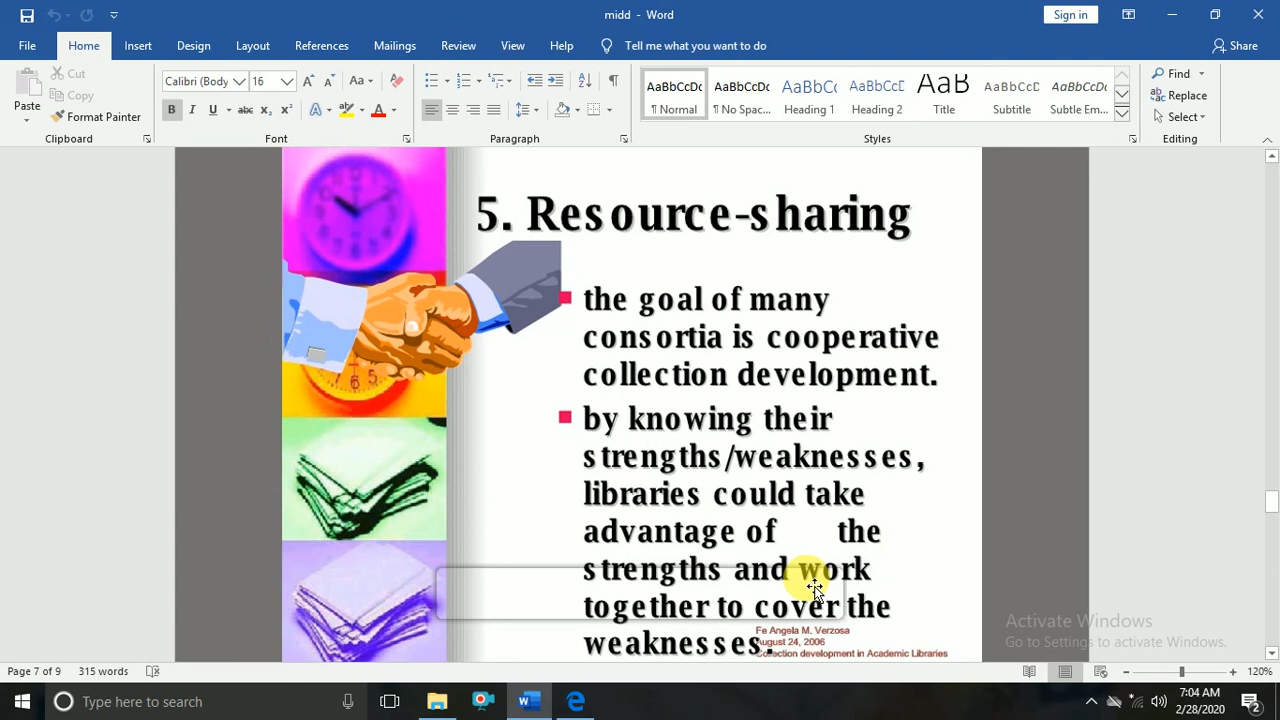 midd - Word
Sign in
File Home Insert Design Layout References Mailings Review View Help Tell me what you want to do Share
Paste
Cut
Copy
Format Painter
Clipboard
Calibri (Body 16
Font
Paragraph
AaBbCcDc AaBbCcDc AaBbCc AaBbCcD AaB AaBbCcD AaBbCcDc
¶ Normal ¶ No Spac... Heading 1 Heading 2 Title Subtitle Subtle Em...
Styles
Find
Replace
Select
Editing
5. Resource-sharing
the goal of many
consortia is cooperative
collection development.
by knowing their
strengths/weaknesses,
libraries could take
advantage of the
strengths and work
together to cover the
weaknesses.
Fe Angela M. Verzosa
August 24, 2006
Collection development in Academic Libraries
Activate Windows
Go to Settings to activate Windows.
Page 7 of 9 315 words 120%
Type here to search
7:04 AM
2/28/2020
2